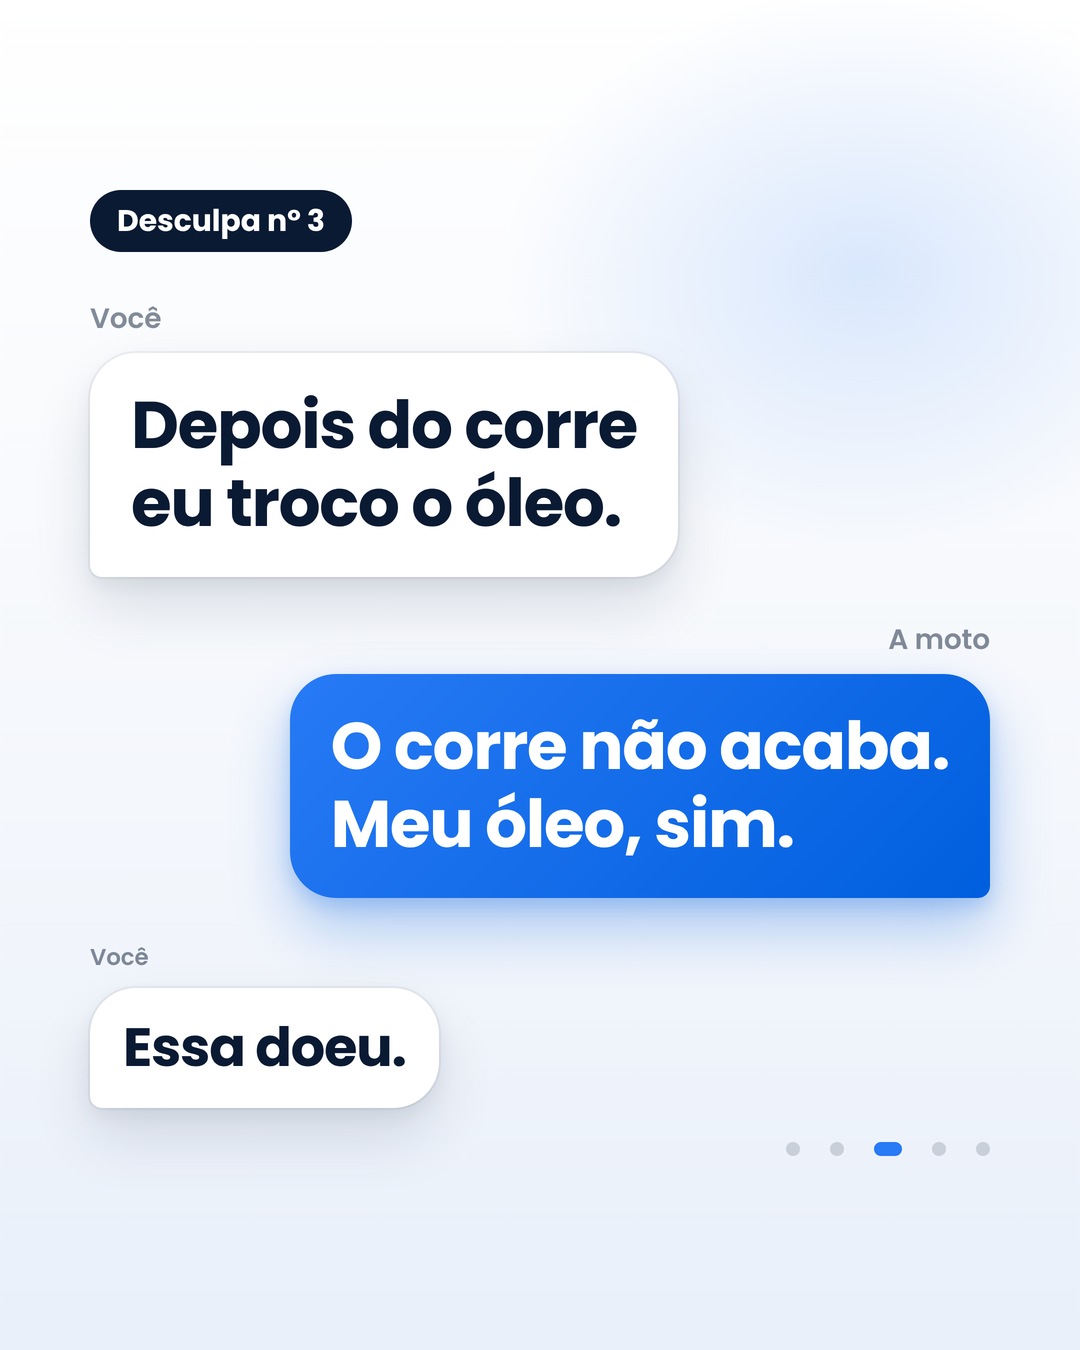 Desculpa nº 3
Você
Depois do corre
eu troco o óleo.
A moto
O corre não acaba.
Meu óleo, sim.
Você
Essa doeu.